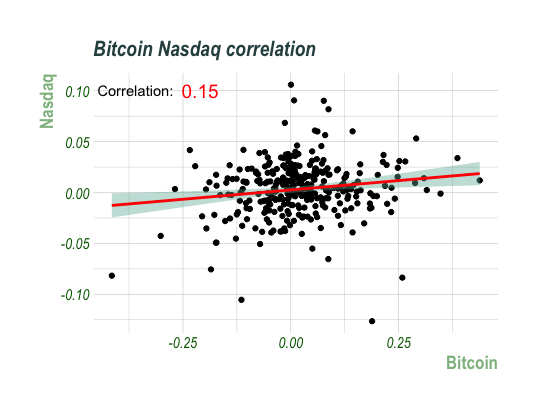 Bitcoin Nasdaq correlation
Nasdaq
Correlation: 0.15
0.10
0.05
0.00
-0.05
-0.10
-0.25 0.00 0.25
Bitcoin